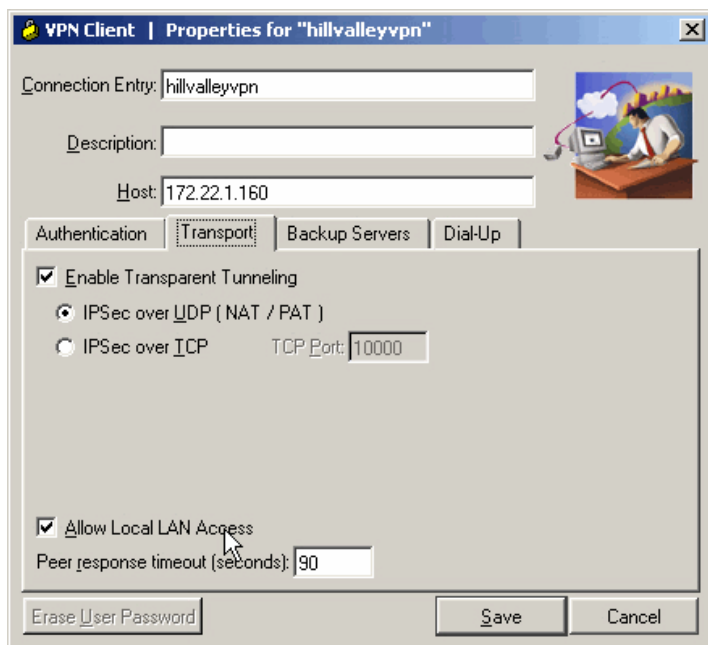 VPN Client | Properties for "hillvalleyvpn"
Connection Entry: hillvalleyvpn
Description:
Host: 172.22.1.160
Authentication Transport Backup Servers Dial-Up
Enable Transparent Tunneling
IPSec over UDP ( NAT / PAT )
IPSec over TCP TCP Port: 10000
Allow Local LAN Access
Peer response timeout (seconds): 90
Erase User Password Save Cancel